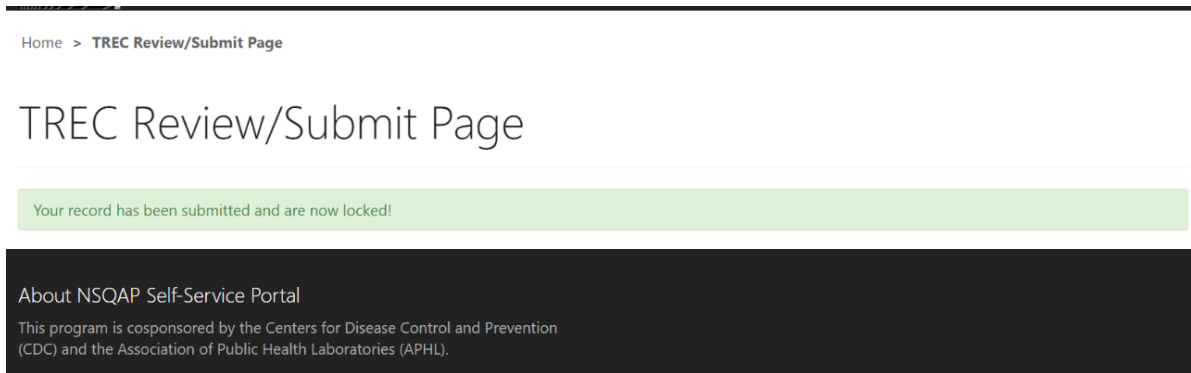 Home > TREC Review/Submit Page
TREC Review/Submit Page
Your record has been submitted and are now locked!
About NSQAP Self-Service Portal
This program is cosponsored by the Centers for Disease Control and Prevention
(CDC) and the Association of Public Health Laboratories (APHL).